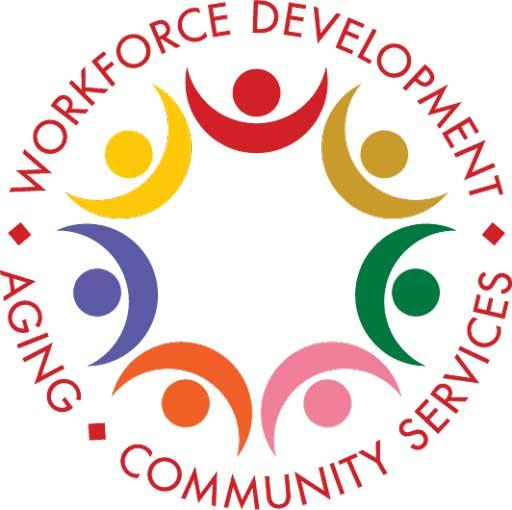 WORKFORCE DEVELOPMENT
COMMUNITY SERVICES
AGING